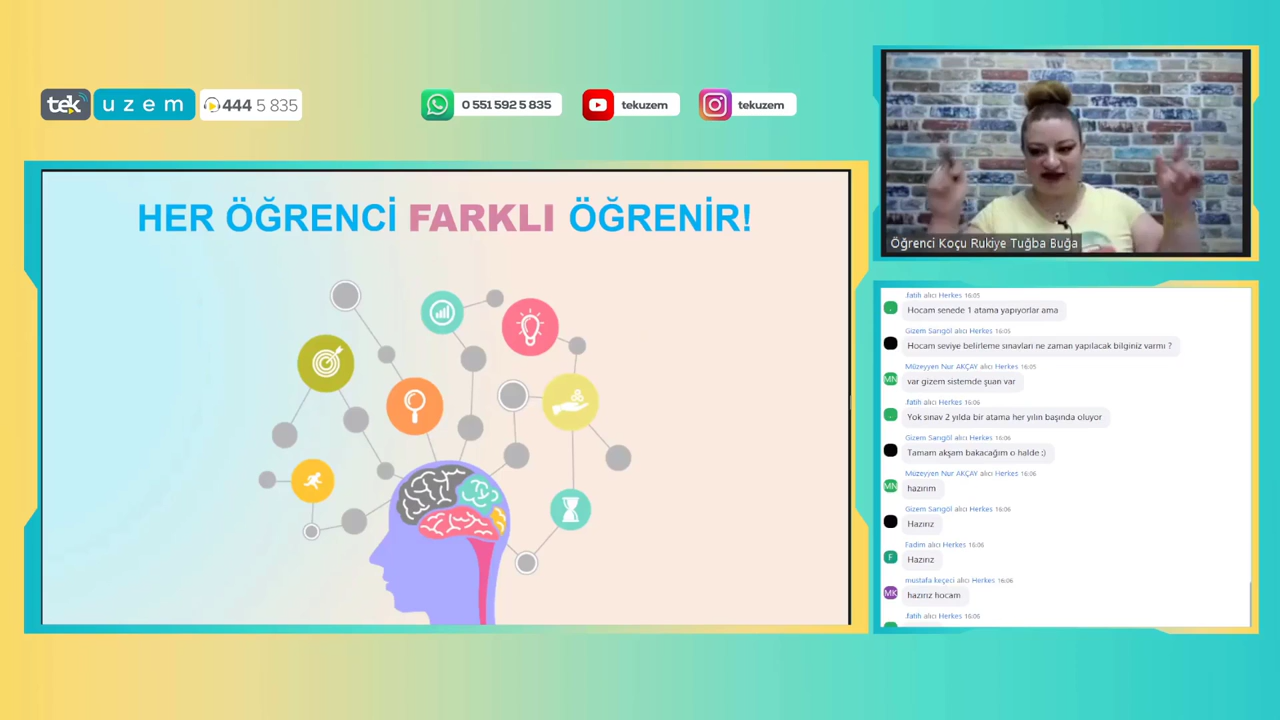 tek uzem 444 5 835
0 551 592 5 835
tekuzem
tekuzem
HER ÖĞRENCİ FARKLI ÖĞRENİR!
Öğrenci Koçu Rukiye Tuğba Buğa
.fatih alıcı Herkes 16:05
Hocam senede 1 atama yapıyorlar ama
Gizem Sarıgöl alıcı Herkes 16:05
Hocam seviye belirleme sınavları ne zaman yapılacak bilginiz varmı ?
Müzeyyen Nur AKÇAY alıcı Herkes 16:05
MN var gizem sistemde şuan var
.fatih alıcı Herkes 16:06
Yok sınav 2 yılda bir atama her yılın başında oluyor
Gizem Sarıgöl alıcı Herkes 16:06
Tamam akşam bakacağım o halde :)
Müzeyyen Nur AKÇAY alıcı Herkes 16:06
MN hazırım
Gizem Sarıgöl alıcı Herkes 16:06
Hazırız
Fadim alıcı Herkes 16:06
F Hazırız
mustafa keçeci alıcı Herkes 16:06
MK hazırız hocam
.fatih alıcı Herkes 16:06